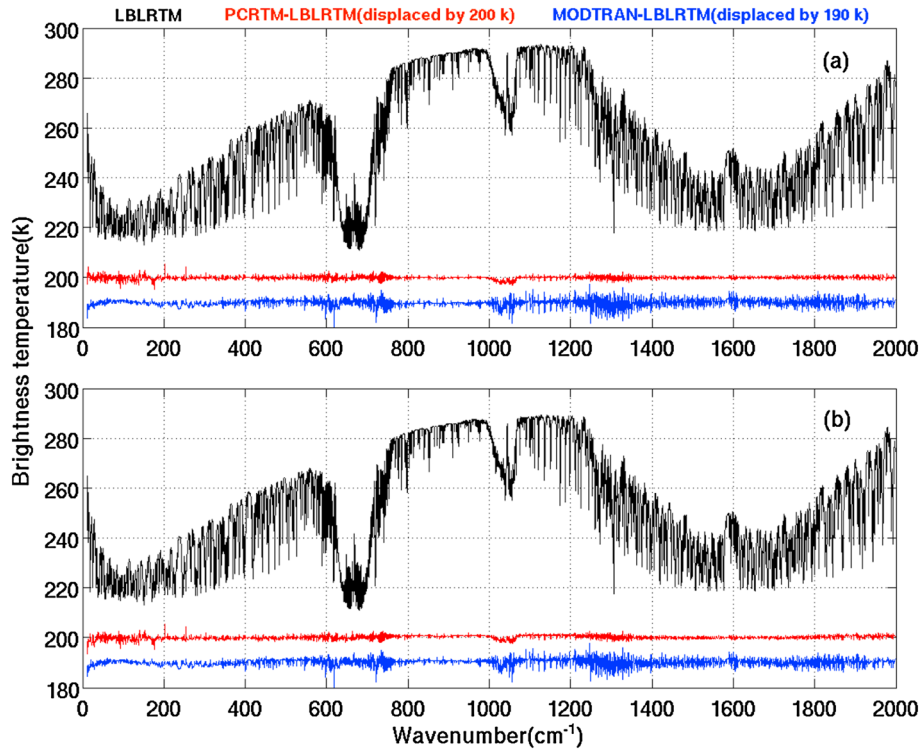 LBLRTM PCRTM-LBLRTM(displaced by 200 k) MODTRAN-LBLRTM(displaced by 190 k)
300
(a)
280
260
240
220
200
180
0 200 400 600 800 1000 1200 1400 1600 1800 2000
Brightness temperature(k)
300
(b)
280
260
240
220
200
180
0 200 400 600 800 1000 1200 1400 1600 1800 2000
Wavenumber(cm-1)